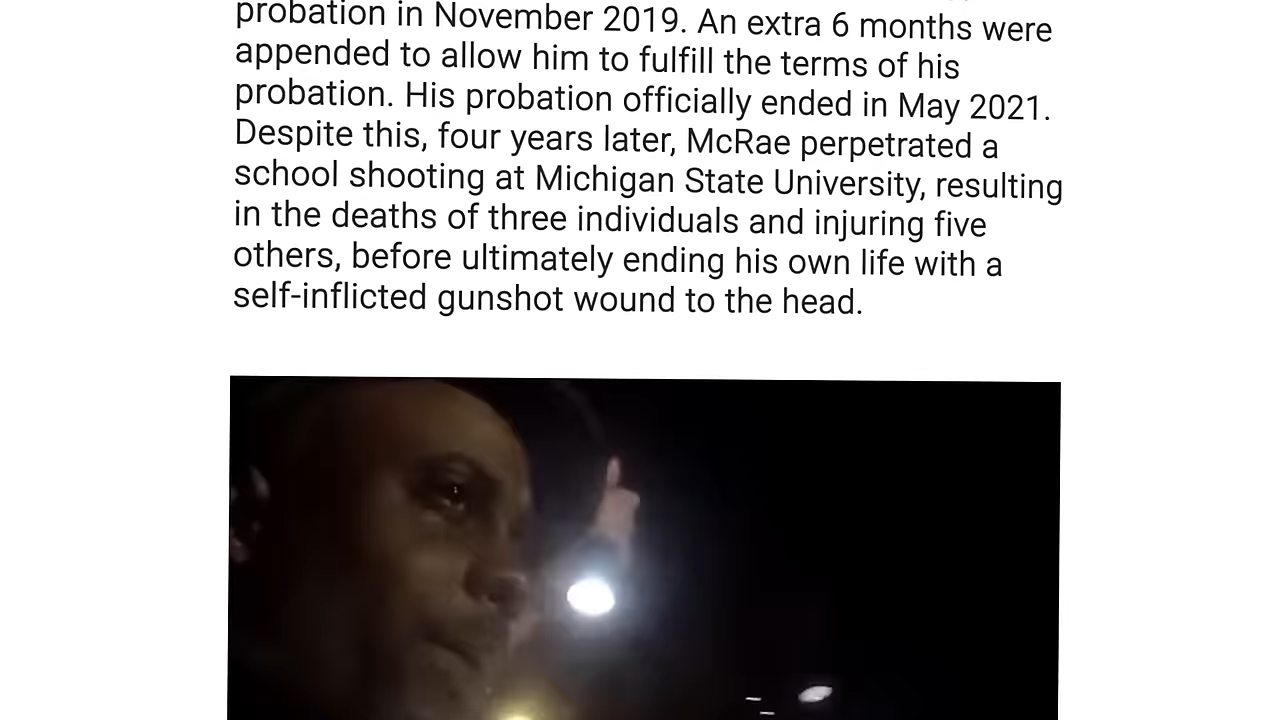 probation in November 2019. An extra 6 months were
appended to allow him to fulfill the terms of his
probation. His probation officially ended in May 2021.
Despite this, four years later, McRae perpetrated a
school shooting at Michigan State University, resulting
in the deaths of three individuals and injuring five
others, before ultimately ending his own life with a
self-inflicted gunshot wound to the head.